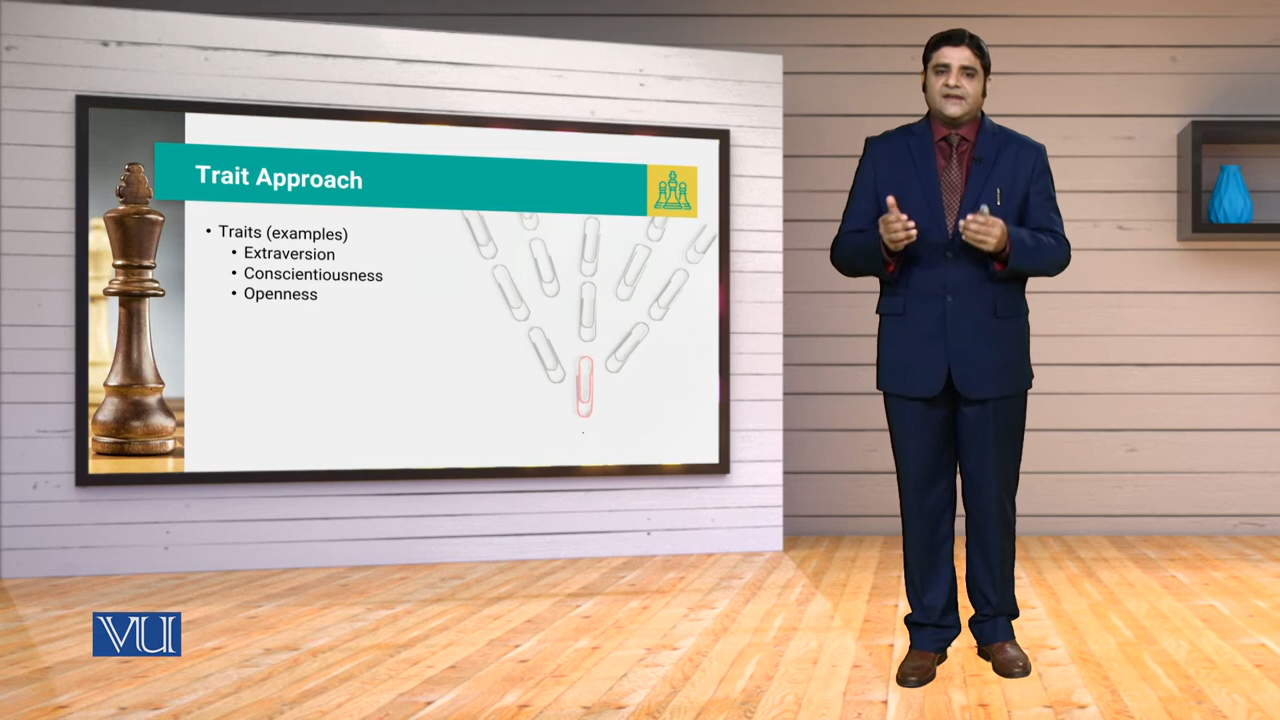 Trait Approach
• Traits (examples)
• Extraversion
• Conscientiousness
• Openness
VU